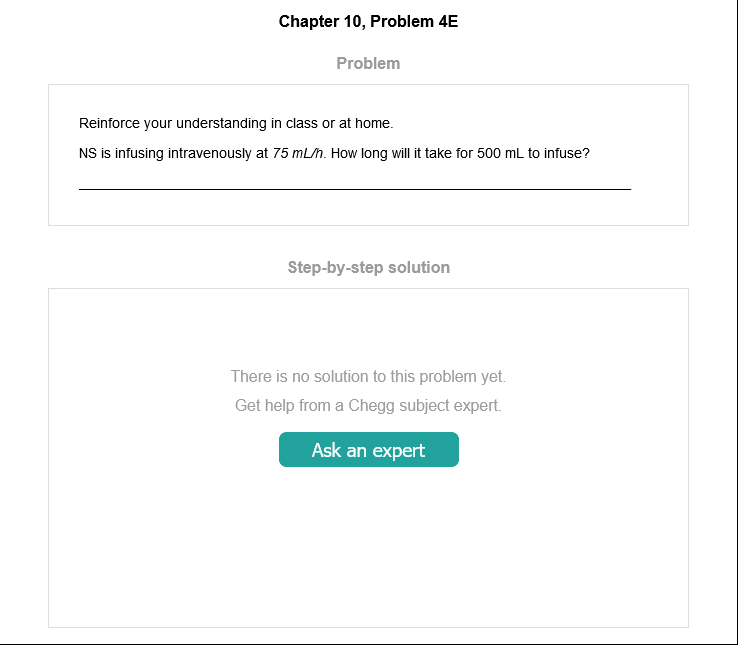 Chapter 10, Problem 4E
Problem
Reinforce your understanding in class or at home.
NS is infusing intravenously at 75 mL/h. How long will it take for 500 mL to infuse?
Step-by-step solution
There is no solution to this problem yet.
Get help from a Chegg subject expert.
Ask an expert